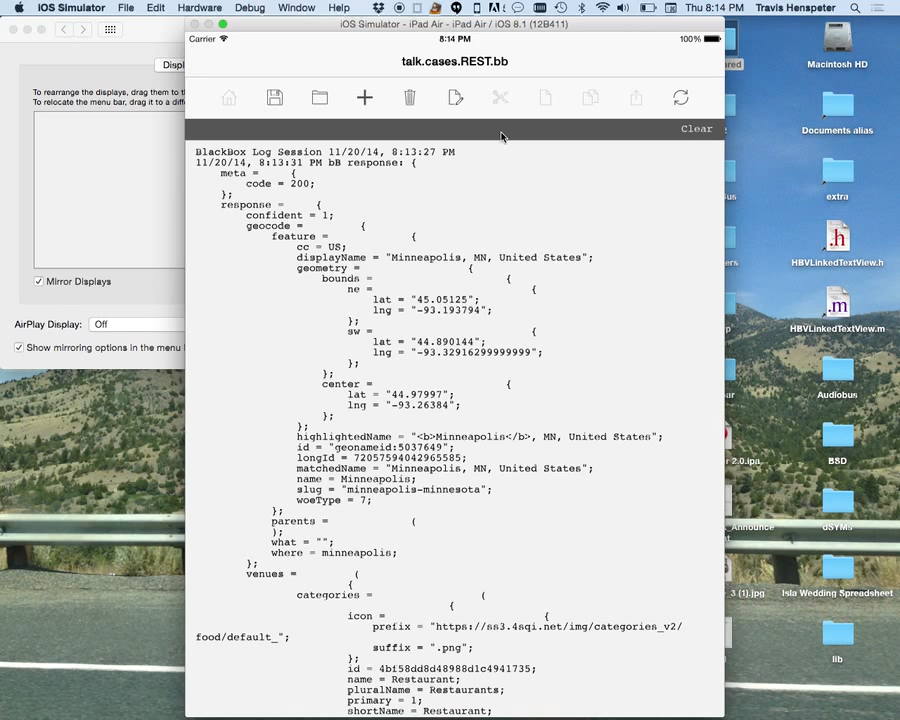 iOS Simulator File Edit Hardware Debug Window Help Thu 8:14 PM Travis Henspeter
iOS Simulator - iPad Air - iPad Air / iOS 8.1 (12B411)
Carrier 8:14 PM 100%
talk.cases.REST.bb
Clear
BlackBox Log Session 11/20/14, 8:13:27 PM
11/20/14, 8:13:31 PM bB response: {
meta = {
code = 200;
};
response = {
confident = 1;
geocode = {
feature = {
cc = US;
displayName = "Minneapolis, MN, United States";
geometry = {
bounds = {
ne = {
lat = "45.05125";
lng = "-93.193794";
};
sw = {
lat = "44.890144";
lng = "-93.32916299999999";
};
};
center = {
lat = "44.97997";
lng = "-93.26384";
};
};
highlightedName = "<b>Minneapolis</b>, MN, United States";
id = "geonameid:5037649";
longId = 72057594042965585;
matchedName = "Minneapolis, MN, United States";
name = Minneapolis;
slug = "minneapolis-minnesota";
woeType = 7;
};
parents = (
);
what = "";
where = minneapolis;
};
venues = (
{
categories = (
{
icon = {
prefix = "https://ss3.4sqi.net/img/categories_v2/
food/default_";
suffix = ".png";
};
id = 4bf58dd8d48988d1c4941735;
name = Restaurant;
pluralName = Restaurants;
primary = 1;
shortName = Restaurant;
Displ
To rearrange the displays, drag them to th
To relocate the menu bar, drag it to a diff
Mirror Displays
AirPlay Display: Off
Show mirroring options in the menu
Macintosh HD
Documents alias
extra
.h
HBVLinkedTextView.h
.m
HBVLinkedTextView.m
Audiobus
r 2.0.ipa
BSD
_Announce
dSYMs
_3 (1).jpg
Isla Wedding Spreadsheet
lib